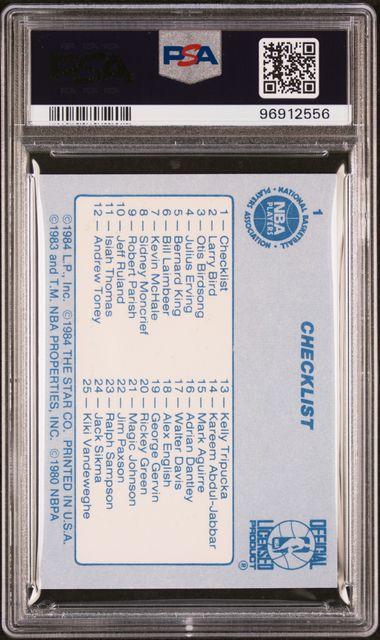 PSA
96912556
1
NATIONAL BASKETBALL
PLAYERS ASSOCIATION
NBA
PLAYERS
CHECKLIST
OFFICIAL
LICENSED
PRODUCT
®
1 — Checklist
2 — Larry Bird
3 — Otis Birdsong
4 — Julius Erving
5 — Bernard King
6 — Bill Laimbeer
7 — Kevin McHale
8 — Sidney Moncrief
9 — Robert Parish
10 — Jeff Ruland
11 — Isiah Thomas
12 — Andrew Toney
13 — Kelly Tripucka
14 — Kareem Abdul-Jabbar
15 — Mark Aguirre
16 — Adrian Dantley
17 — Walter Davis
18 — Alex English
19 — George Gervin
20 — Rickey Green
21 — Magic Johnson
22 — Jim Paxson
23 — Ralph Sampson
24 — Jack Sikma
25 — Kiki Vandeweghe
©1984 L.P., Inc. ©1984 THE STAR CO. PRINTED IN U.S.A.
©1983 and T.M. NBA PROPERTIES, INC. ©1980 NBPA